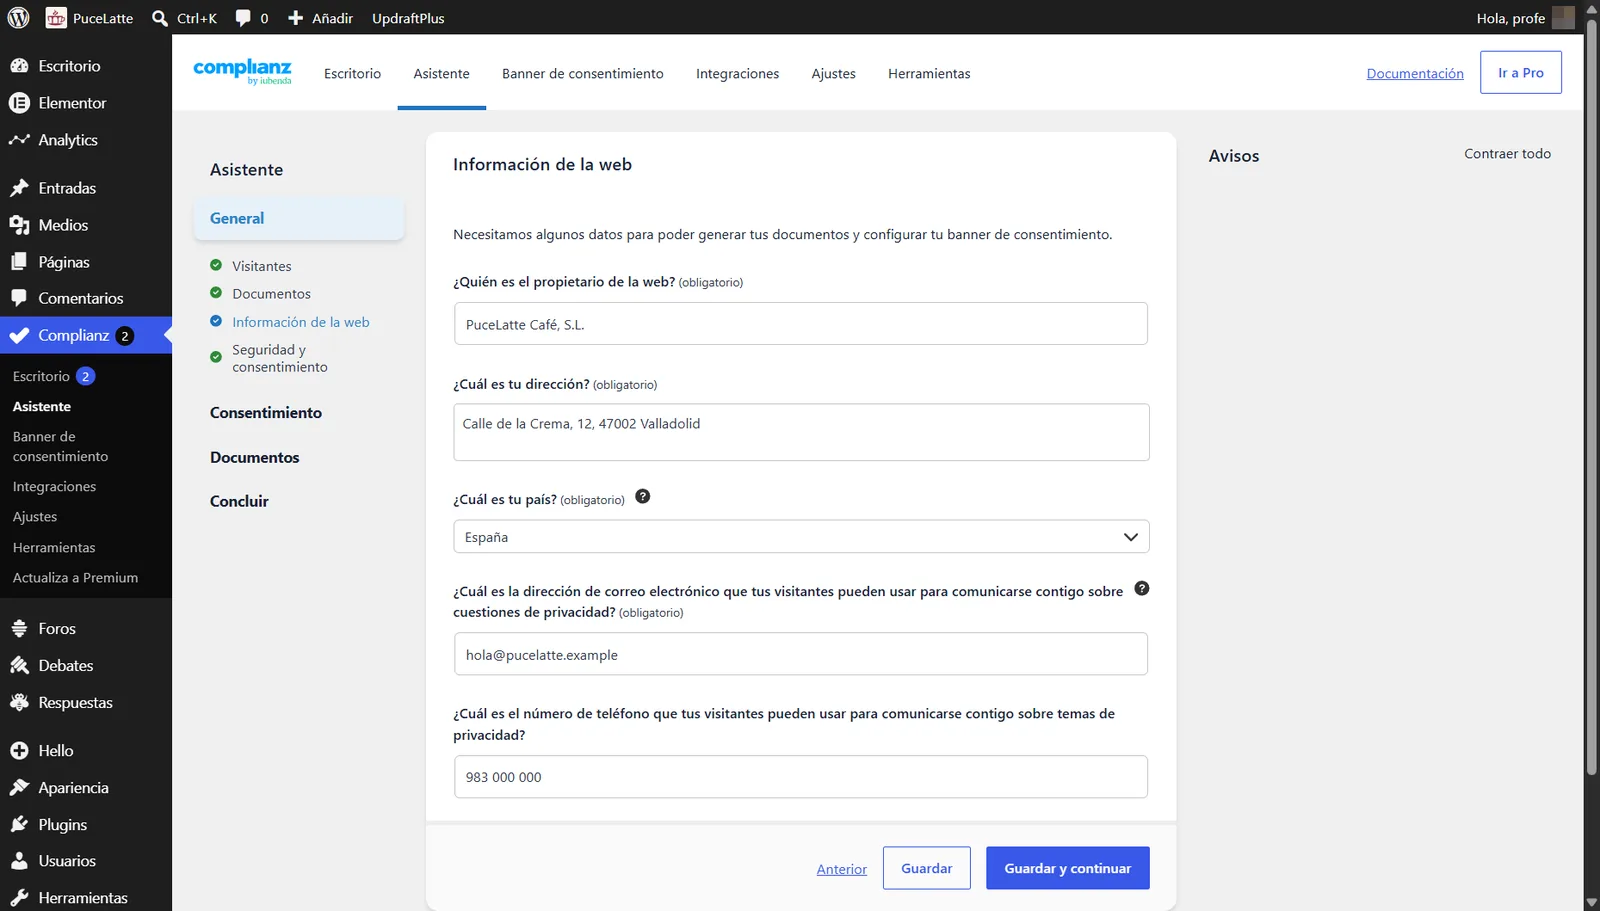 PuceLatte
Ctrl+K
0
Añadir
UpdraftPlus
Hola, profe
Escritorio
Elementor
Analytics
Entradas
Medios
Páginas
Comentarios
Complianz 2
Escritorio 2
Asistente
Banner de
consentimiento
Integraciones
Ajustes
Herramientas
Actualiza a Premium
Foros
Debates
Respuestas
Hello
Apariencia
Plugins
Usuarios
Herramientas
complianz
by iubenda
Escritorio
Asistente
Banner de consentimiento
Integraciones
Ajustes
Herramientas
Documentación
Ir a Pro
Asistente
General
Visitantes
Documentos
Información de la web
Seguridad y
consentimiento
Consentimiento
Documentos
Concluir
Información de la web
Necesitamos algunos datos para poder generar tus documentos y configurar tu banner de consentimiento.
¿Quién es el propietario de la web? (obligatorio)
PuceLatte Café, S.L.
¿Cuál es tu dirección? (obligatorio)
Calle de la Crema, 12, 47002 Valladolid
¿Cuál es tu país? (obligatorio) ?
España
¿Cuál es la dirección de correo electrónico que tus visitantes pueden usar para comunicarse contigo sobre ?
cuestiones de privacidad? (obligatorio)
hola@pucelatte.example
¿Cuál es el número de teléfono que tus visitantes pueden usar para comunicarse contigo sobre temas de
privacidad?
983 000 000
Anterior
Guardar
Guardar y continuar
Avisos
Contraer todo